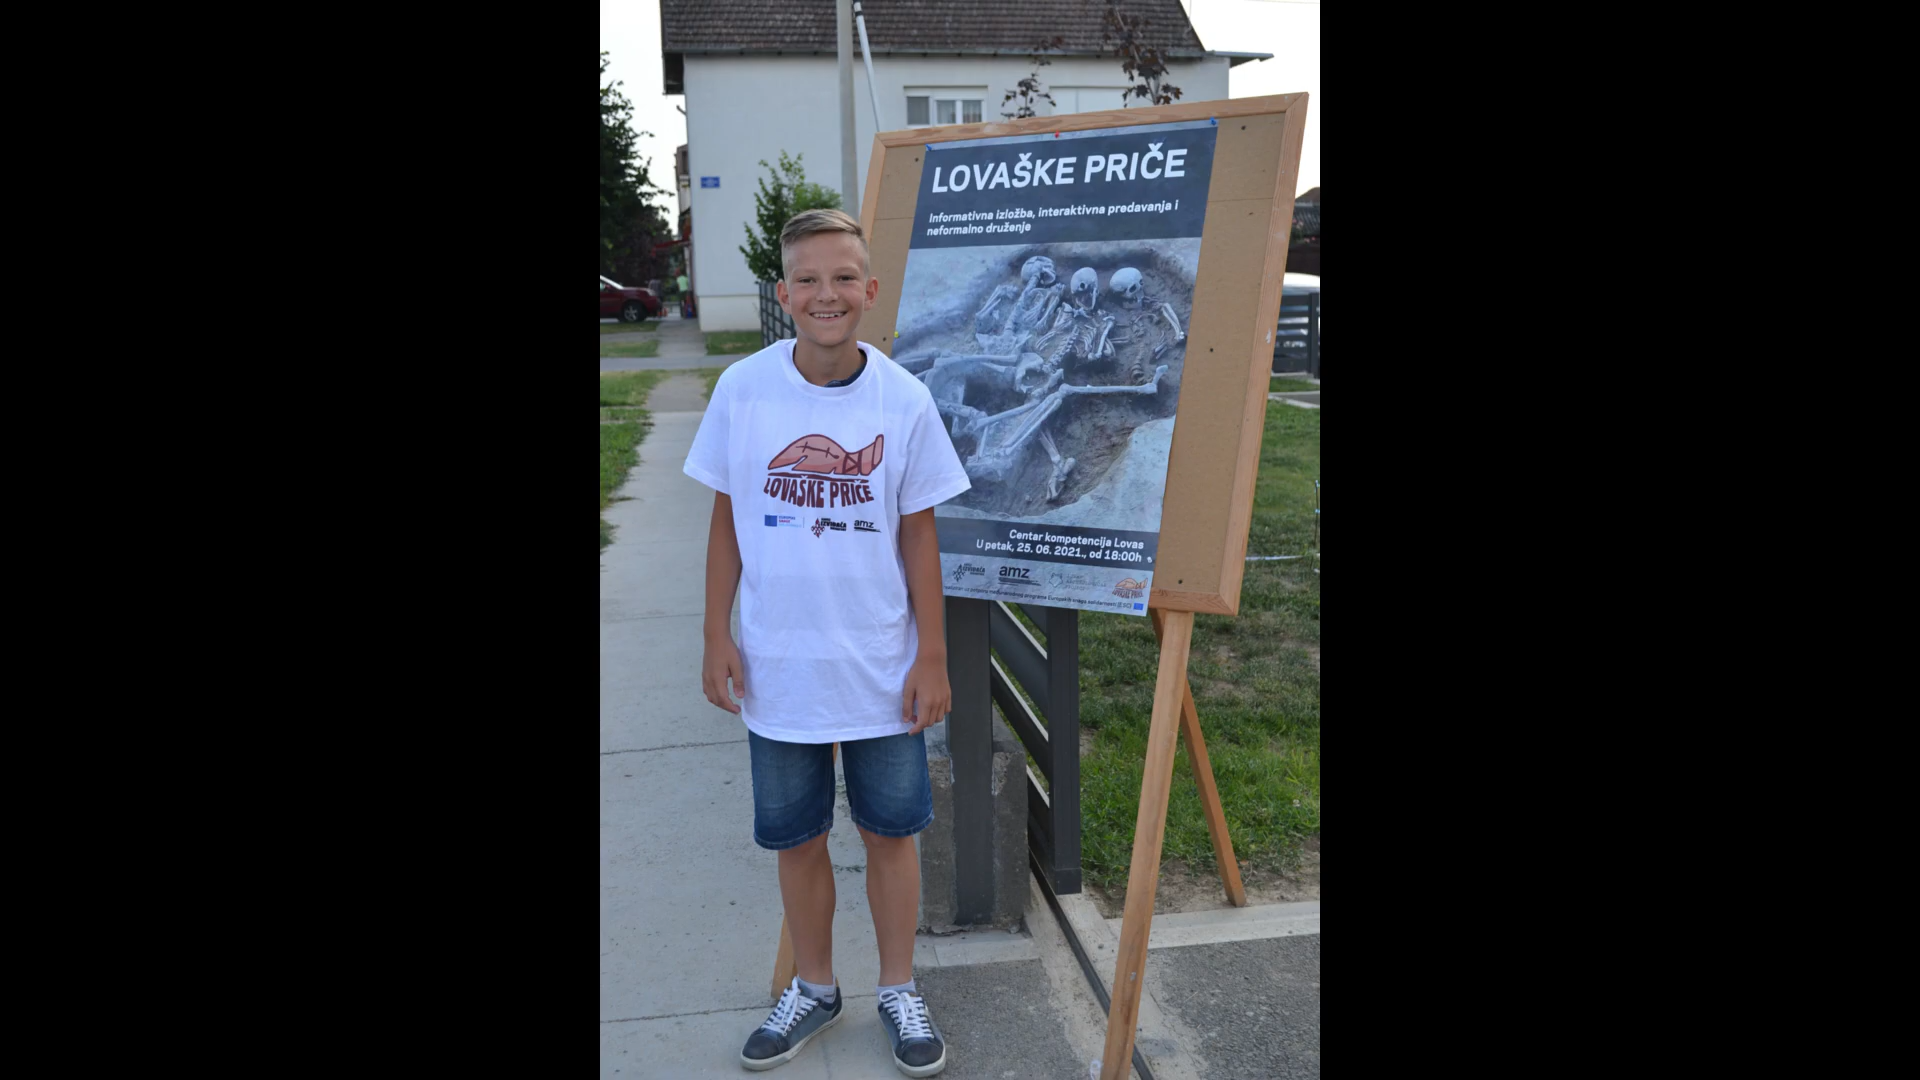 LOVAŠKE PRIČE
Informativna izložba, interaktivna predavanja i
neformalno druženje
Centar kompetencija Lovas
U petak, 25. 06. 2021., od 18:00h
amz
LOVAŠKE PRIČE
IZVIĐAČA
amz